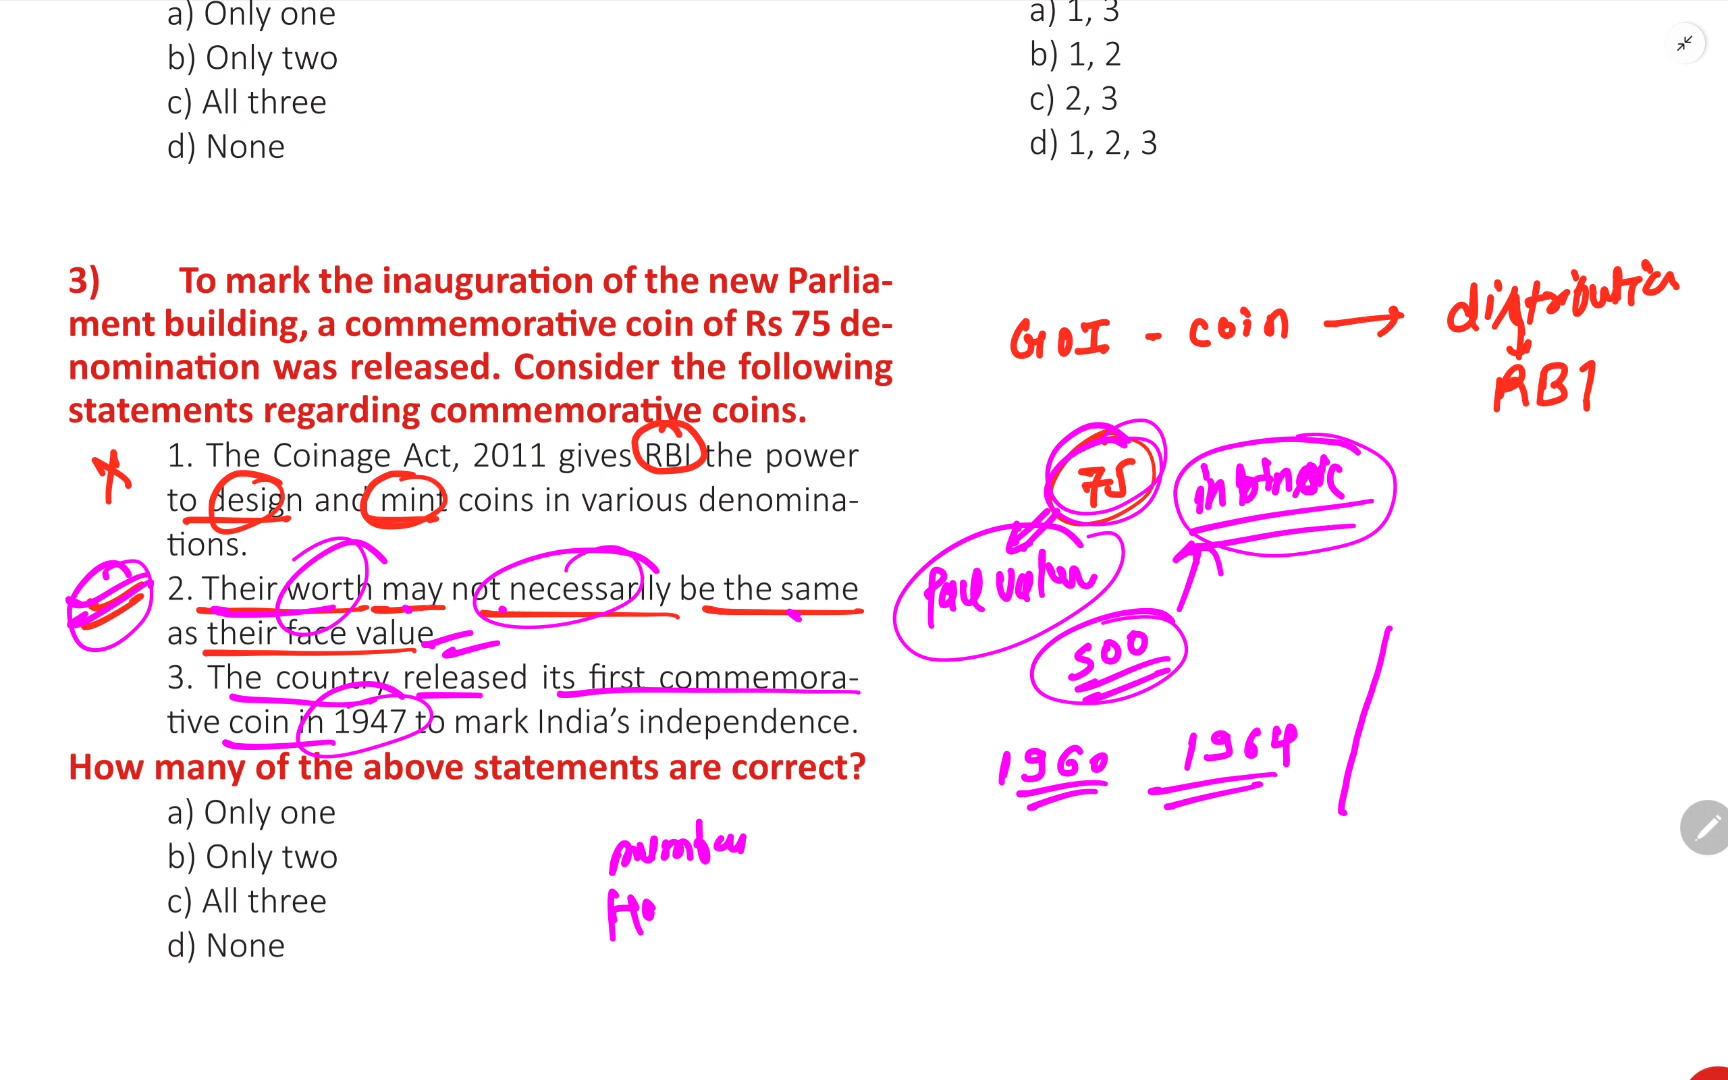 a) Only one
b) Only two
c) All three
d) None
a) 1, 3
b) 1, 2
c) 2, 3
d) 1, 2, 3
3) To mark the inauguration of the new Parlia-
ment building, a commemorative coin of Rs 75 de-
nomination was released. Consider the following
statements regarding commemorative coins.
1. The Coinage Act, 2011 gives RBI the power
to design and mint coins in various denomina-
tions.
2. Their worth may not necessarily be the same
as their face value.
3. The country released its first commemora-
tive coin in 1947 to mark India's independence.
How many of the above statements are correct?
a) Only one
b) Only two
c) All three
d) None
GOI - coin → distribution
RBI
75
intrinsic
face value
500
1960 1964
number